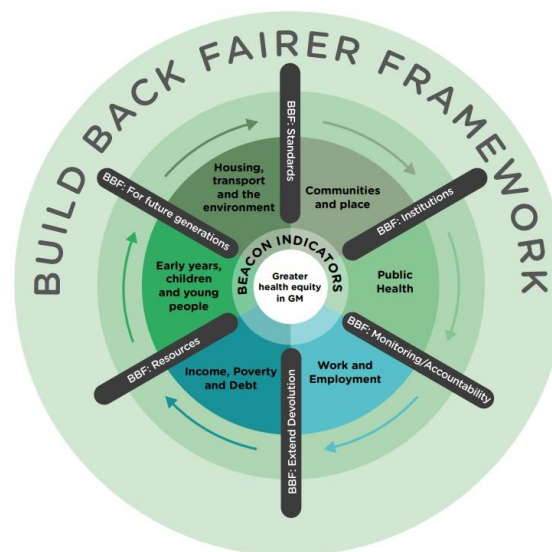 BUILD BACK FAIRER FRAMEWORK
BBF: Standards
Housing,
transport
and the
environment
Communities
and place
BBF: For future generations
BBF: Institutions
BEACON INDICATORS
Early years,
children
and young
people
Greater
health equity
in GM
Public
Health
BBF: Resources
BBF: Monitoring/Accountability
Income, Poverty
and Debt
Work and
Employment
BBF: Extend Devolution